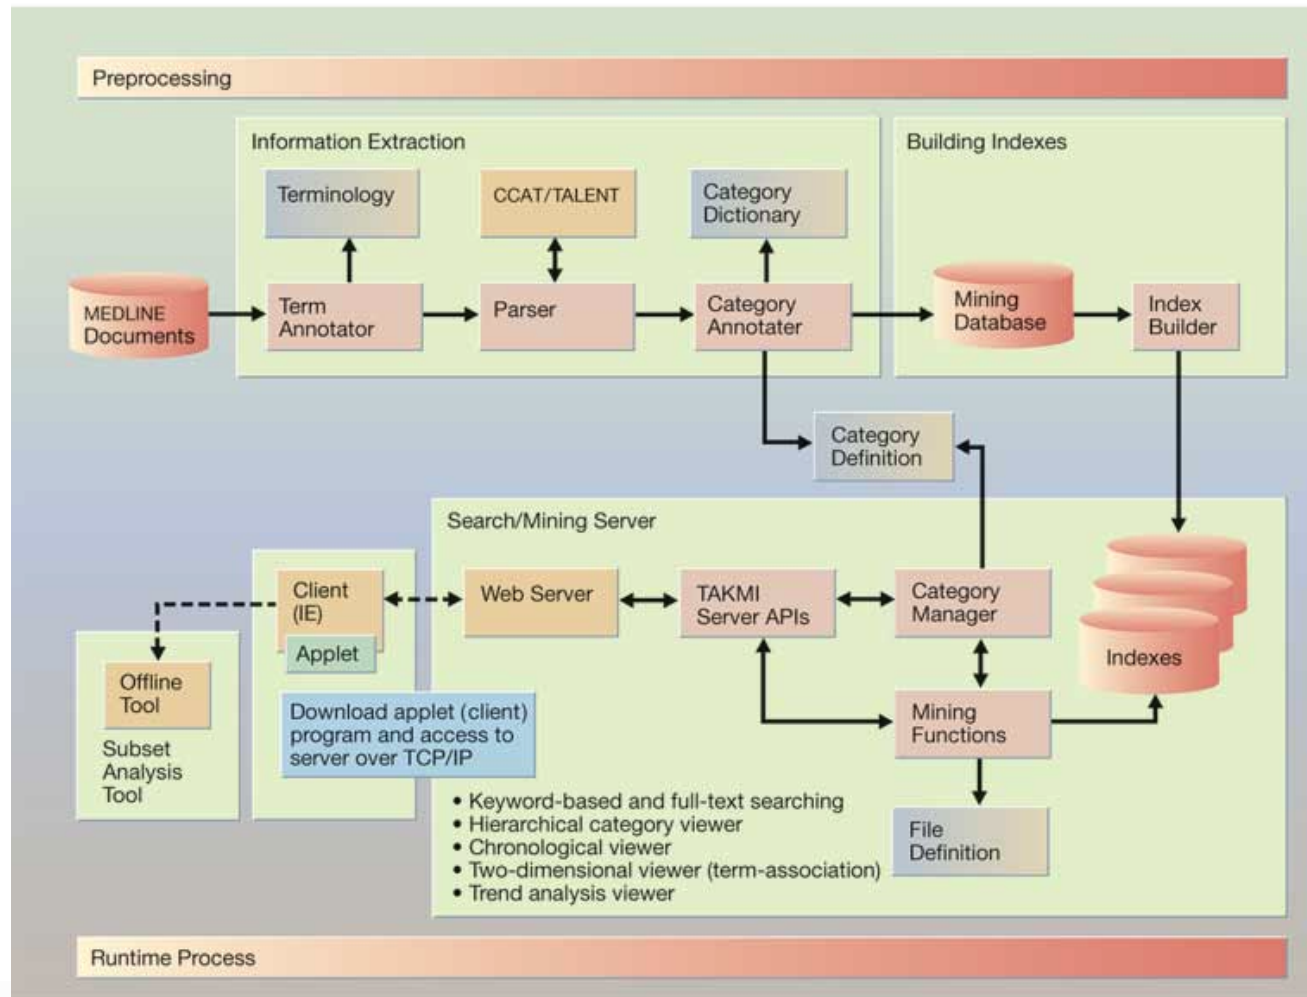 Preprocessing
Information Extraction
Building Indexes
Terminology
CCAT/TALENT
Category
Dictionary
MEDLINE
Documents
Term
Annotator
Parser
Category
Annotater
Mining
Database
Index
Builder
Category
Definition
Search/Mining Server
Client
(IE)
Applet
Web Server
TAKMI
Server APIs
Category
Manager
Indexes
Offline
Tool
Subset
Analysis
Tool
Download applet (client)
program and access to
server over TCP/IP
Mining
Functions
• Keyword-based and full-text searching
• Hierarchical category viewer
• Chronological viewer
• Two-dimensional viewer (term-association)
• Trend analysis viewer
File
Definition
Runtime Process